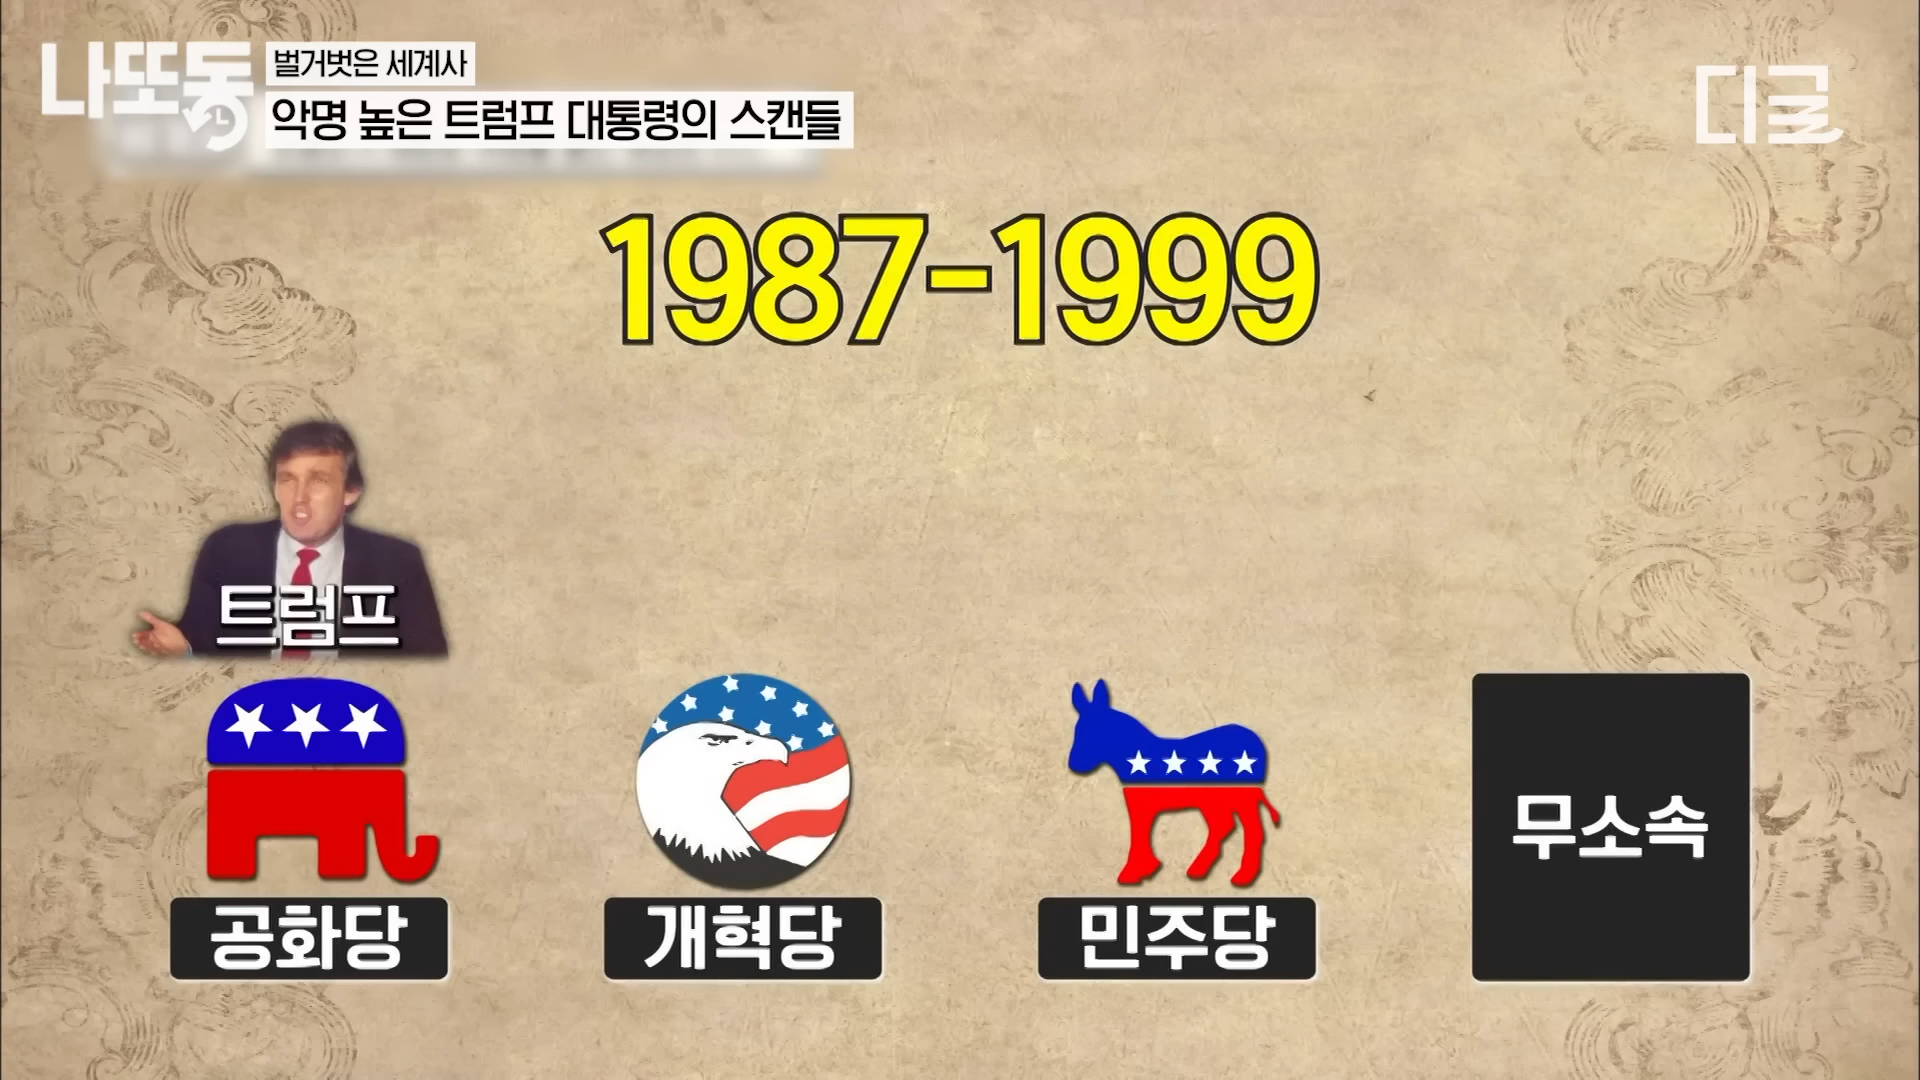 나또동
벌거벗은 세계사
악명 높은 트럼프 대통령의 스캔들
디글
1987-1999
트럼프
공화당
개혁당
민주당
무소속